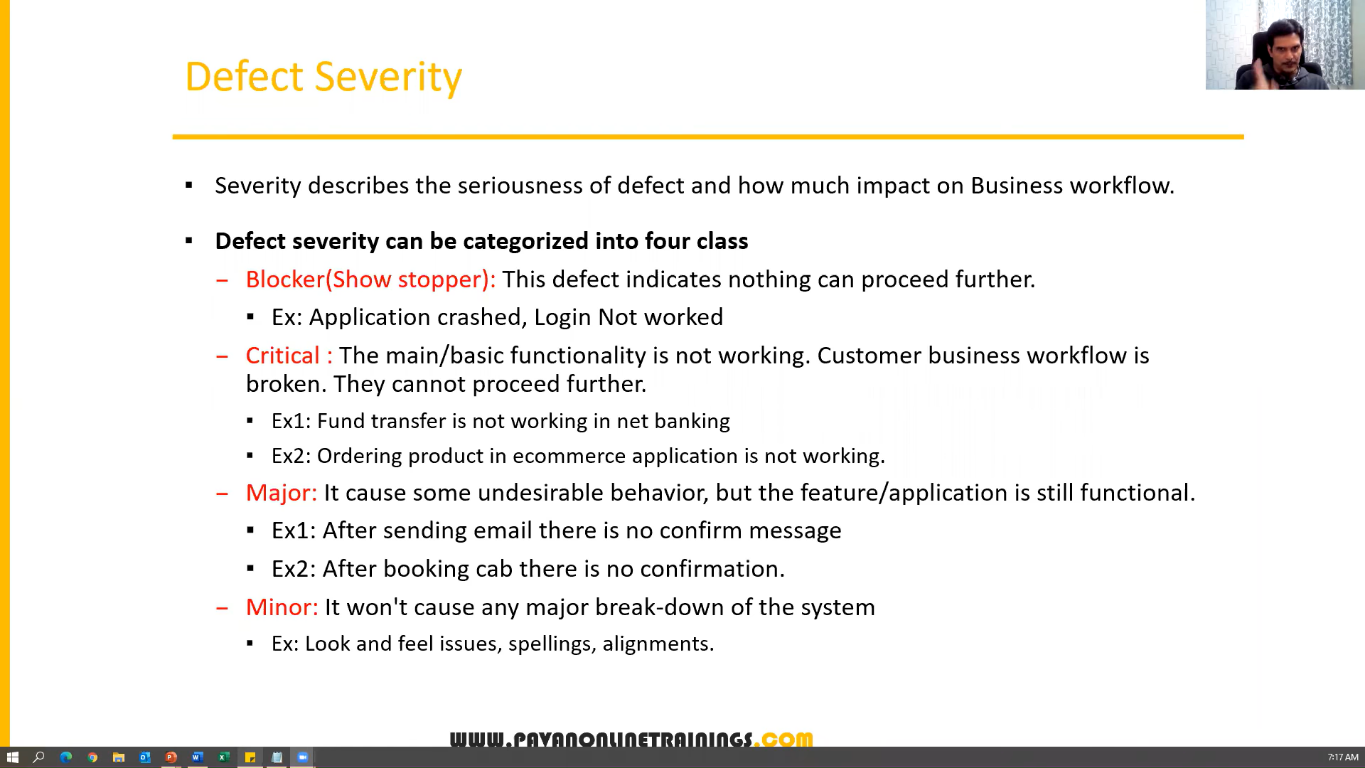 Defect Severity
▪ Severity describes the seriousness of defect and how much impact on Business workflow.
▪ Defect severity can be categorized into four class
– Blocker(Show stopper): This defect indicates nothing can proceed further.
▪ Ex: Application crashed, Login Not worked
– Critical : The main/basic functionality is not working. Customer business workflow is
broken. They cannot proceed further.
▪ Ex1: Fund transfer is not working in net banking
▪ Ex2: Ordering product in ecommerce application is not working.
– Major: It cause some undesirable behavior, but the feature/application is still functional.
▪ Ex1: After sending email there is no confirm message
▪ Ex2: After booking cab there is no confirmation.
– Minor: It won't cause any major break-down of the system
▪ Ex: Look and feel issues, spellings, alignments.
WWW.PAVANONLINETRAININGS.COM
7:17 AM